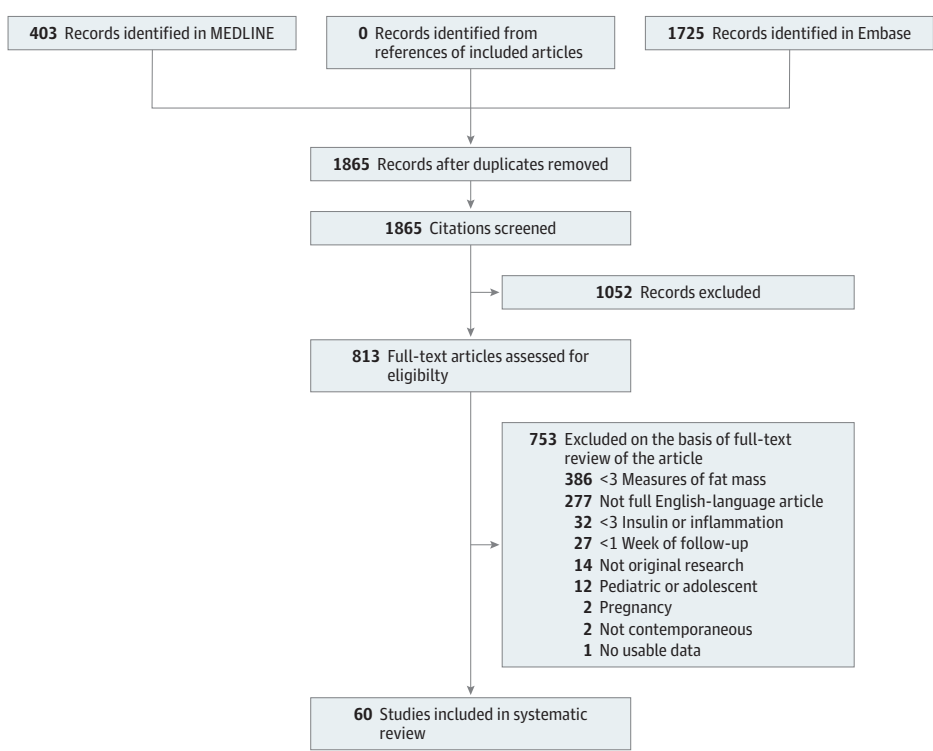 403 Records identified in MEDLINE
0 Records identified from
references of included articles
1725 Records identified in Embase
1865 Records after duplicates removed
1865 Citations screened
1052 Records excluded
813 Full-text articles assessed for
eligibilty
753 Excluded on the basis of full-text
review of the article
386 <3 Measures of fat mass
277 Not full English-language article
32 <3 Insulin or inflammation
27 <1 Week of follow-up
14 Not original research
12 Pediatric or adolescent
2 Pregnancy
2 Not contemporaneous
1 No usable data
60 Studies included in systematic
review